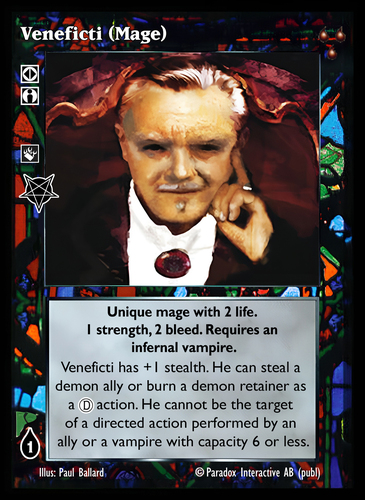 Veneficti (Mage)
Unique mage with 2 life.
1 strength, 2 bleed. Requires an
infernal vampire.
Veneficti has +1 stealth. He can steal a
demon ally or burn a demon retainer as
a Ⓓ action. He cannot be the target
of a directed action performed by an
ally or a vampire with capacity 6 or less.
1
Illus: Paul Ballard © Paradox Interactive AB (publ)